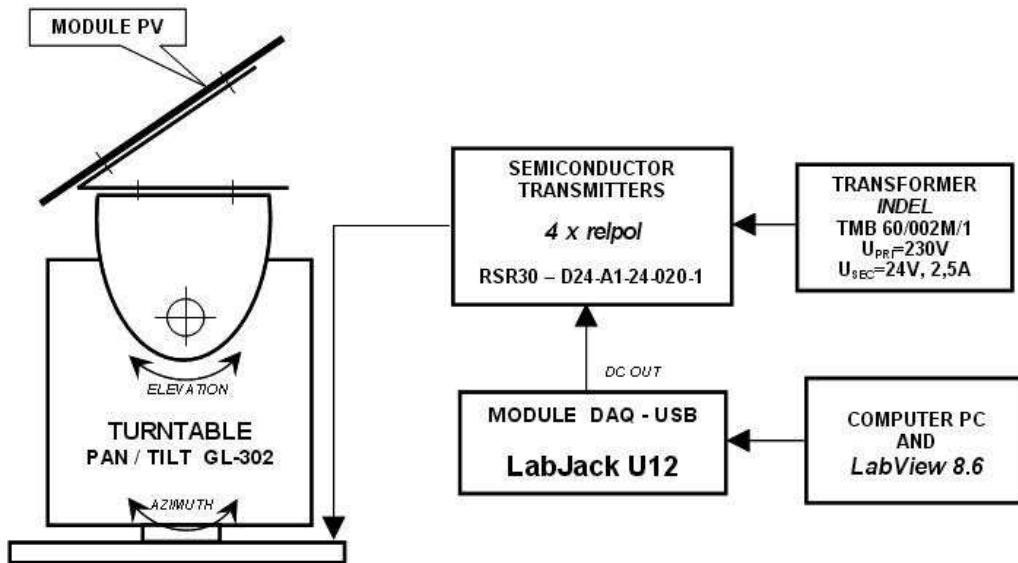 MODULE PV
SEMICONDUCTOR
TRANSMITTERS
4 x relpol
RSR30 – D24-A1-24-020-1
TRANSFORMER
INDEL
TMB 60/002M/1
UPRI=230V
USEC=24V, 2,5A
ELEVATION
TURNTABLE
PAN / TILT GL-302
AZIMUTH
DC OUT
MODULE DAQ - USB
LabJack U12
COMPUTER PC
AND
LabView 8.6